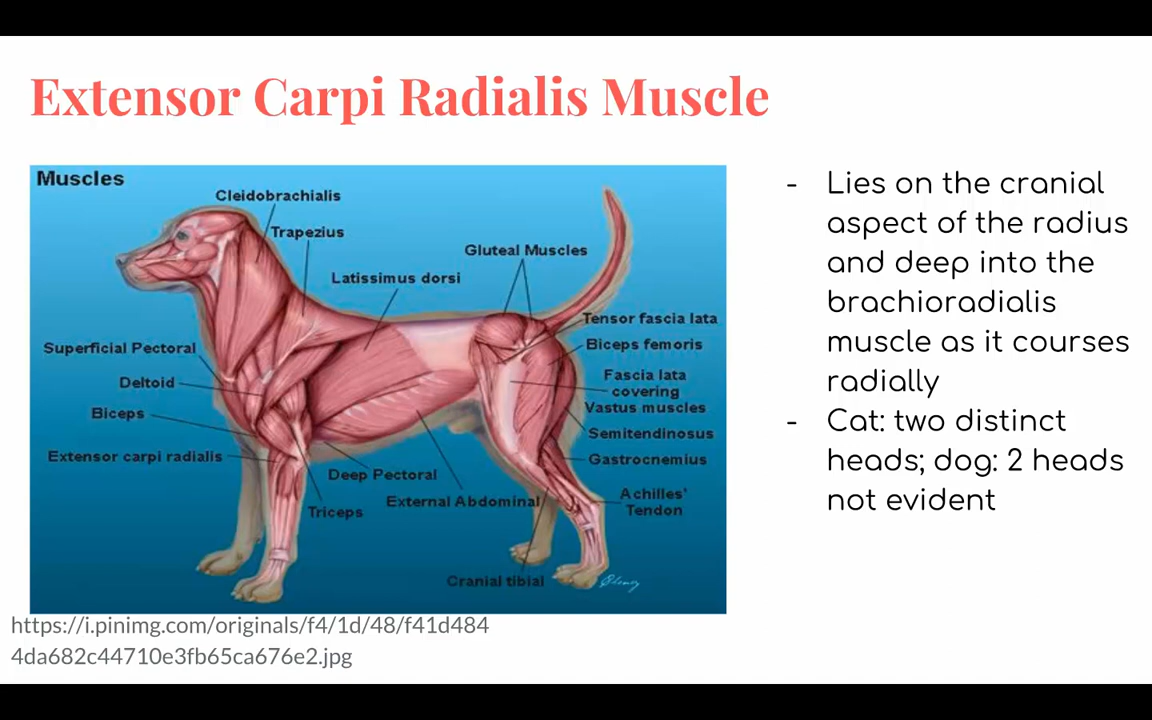 Extensor Carpi Radialis Muscle
Muscles
Cleidobrachialis
Trapezius
Gluteal Muscles
Latissimus dorsi
Tensor fascia lata
Biceps femoris
Superficial Pectoral
Fascia lata
covering
Vastus muscles
Deltoid
Biceps
Semitendinosus
Extensor carpi radialis
Gastrocnemius
Deep Pectoral
External Abdominal
Achilles'
Tendon
Triceps
Cranial tibial
- Lies on the cranial
aspect of the radius
and deep into the
brachioradialis
muscle as it courses
radially
- Cat: two distinct
heads; dog: 2 heads
not evident
https://i.pinimg.com/originals/f4/1d/48/f41d484
4da682c44710e3fb65ca676e2.jpg